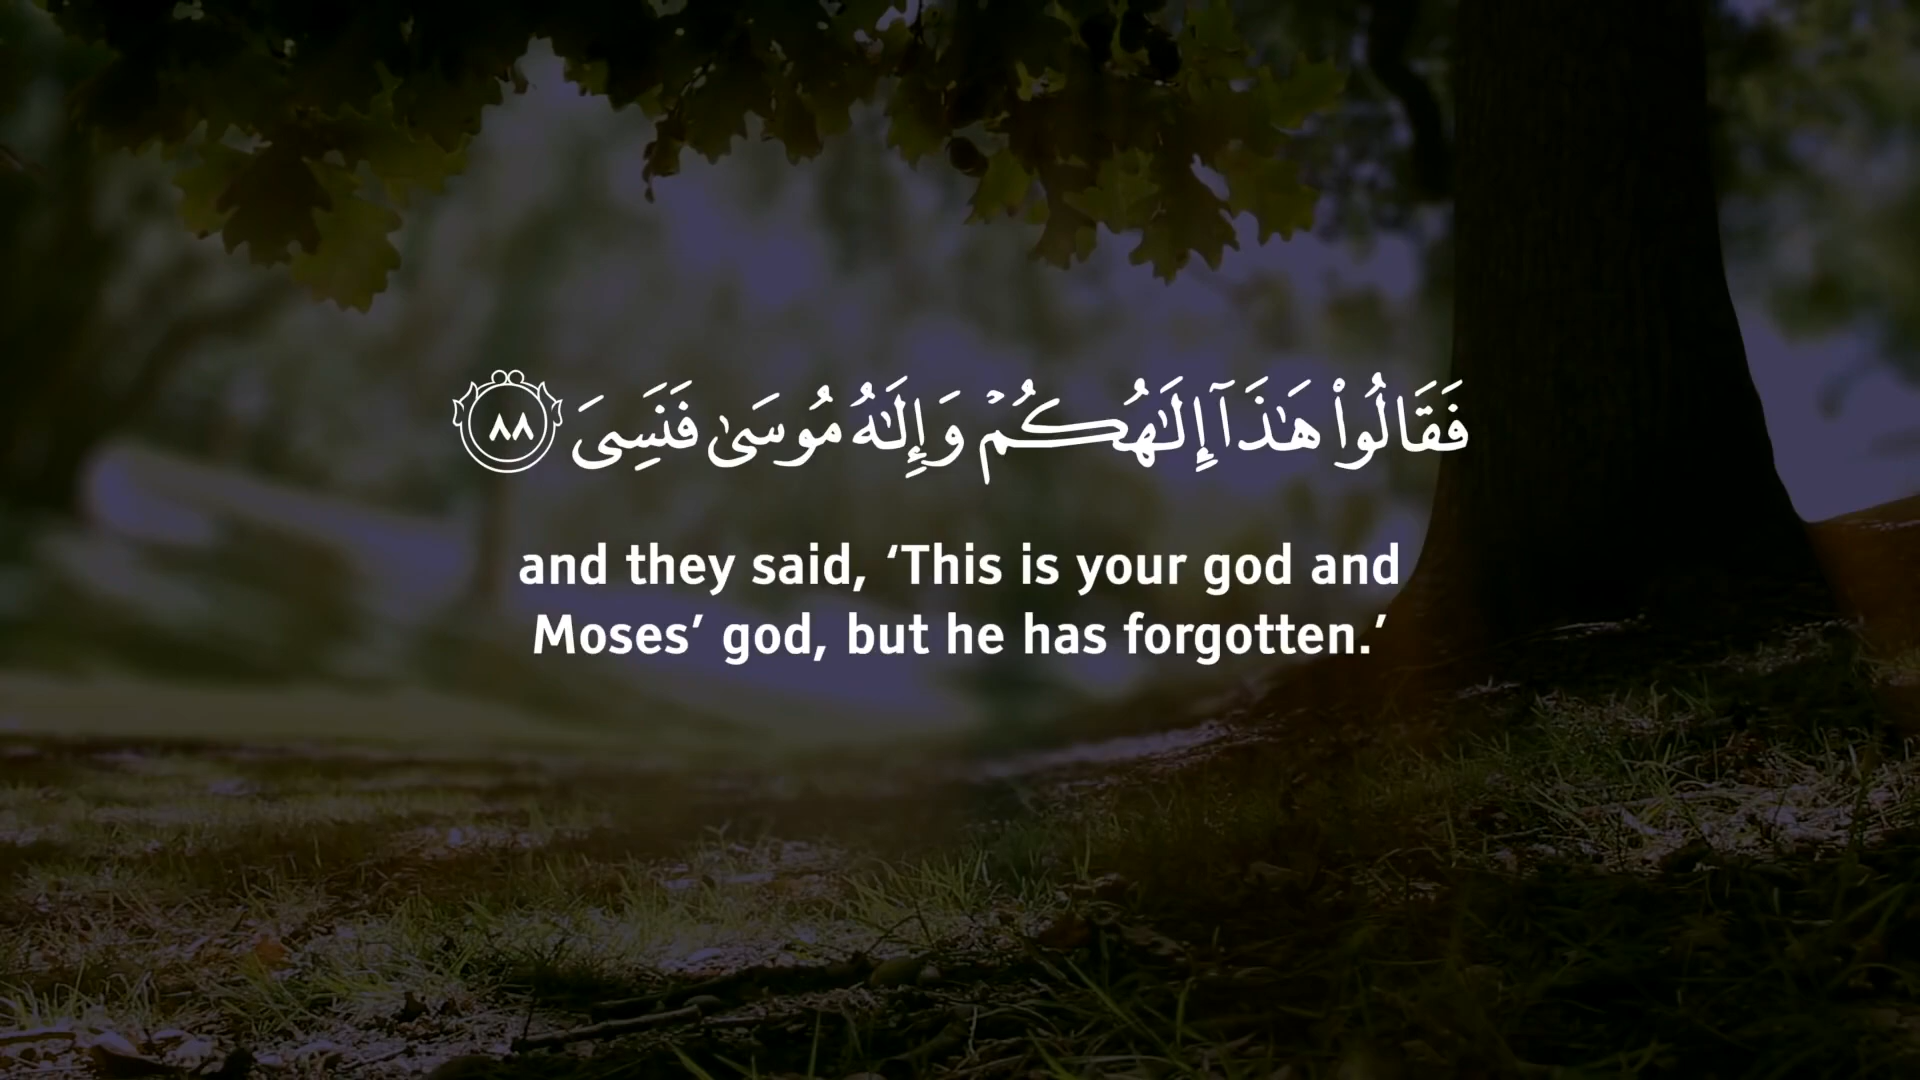 فَقَالُوا۟ هَـٰذَآ إِلَـٰهُكُمْ وَإِلَـٰهُ مُوسَىٰ فَنَسِىَ ٨٨
and they said, ‘This is your god and
Moses’ god, but he has forgotten.’